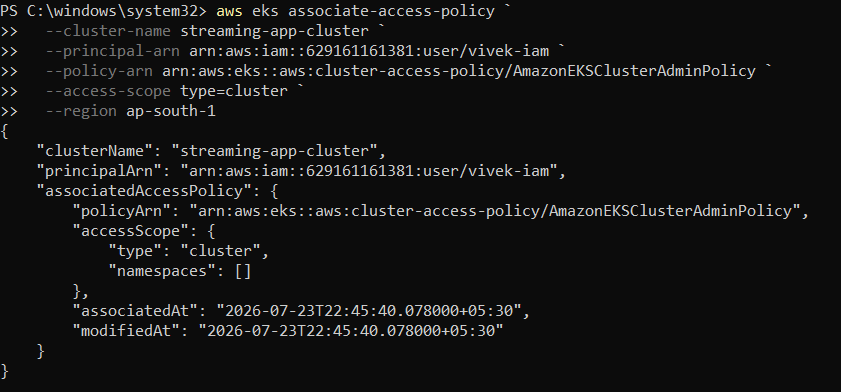 PS C:\windows\system32> aws eks associate-access-policy `
>>   --cluster-name streaming-app-cluster `
>>   --principal-arn arn:aws:iam::629161161381:user/vivek-iam `
>>   --policy-arn arn:aws:eks::aws:cluster-access-policy/AmazonEKSClusterAdminPolicy `
>>   --access-scope type=cluster `
>>   --region ap-south-1
{
    "clusterName": "streaming-app-cluster",
    "principalArn": "arn:aws:iam::629161161381:user/vivek-iam",
    "associatedAccessPolicy": {
        "policyArn": "arn:aws:eks::aws:cluster-access-policy/AmazonEKSClusterAdminPolicy",
        "accessScope": {
            "type": "cluster",
            "namespaces": []
        },
        "associatedAt": "2026-07-23T22:45:40.078000+05:30",
        "modifiedAt": "2026-07-23T22:45:40.078000+05:30"
    }
}